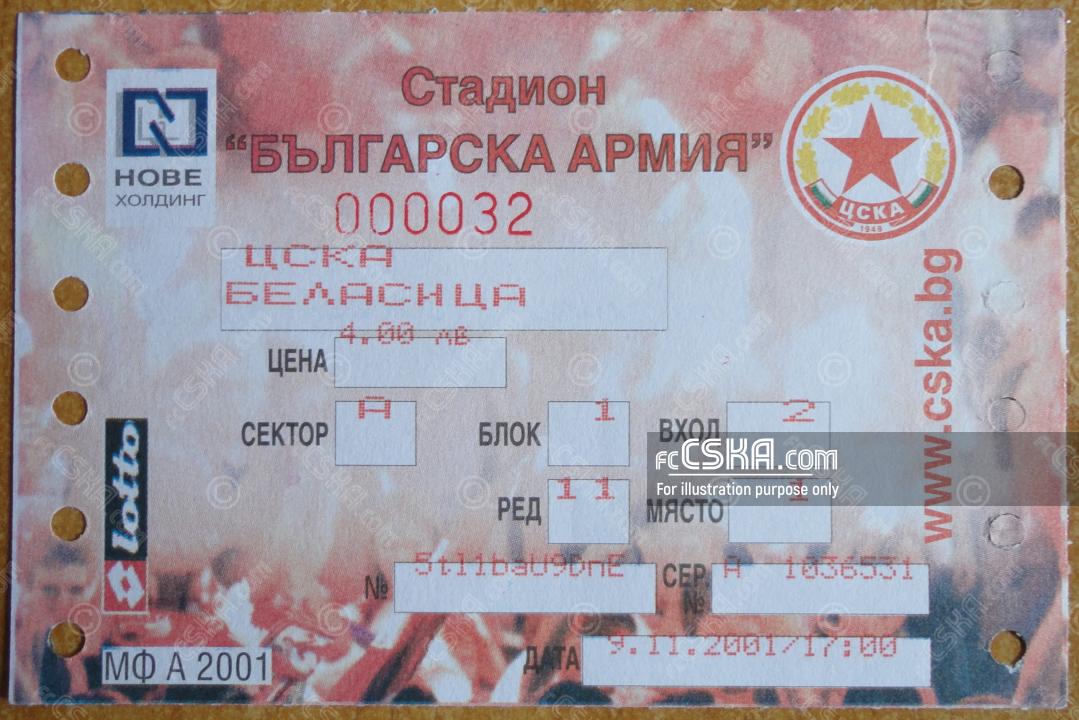 Стадион
“БЪЛГАРСКА АРМИЯ”
НОВЕ
ХОЛДИНГ
ЦСКА
1948
000032
ЦСКА
БЕЛАСИЦА
ЦЕНА 4.00 лв
СЕКТОР А БЛОК 1 ВХОД 2
РЕД 11 МЯСТО 1
№ 5tl1baU9DnE СЕР. № А 1036531
ДАТА 9.11.2001/17:00
lotto
МФ А 2001
www.cska.bg
fcCSKA.com
For illustration purpose only